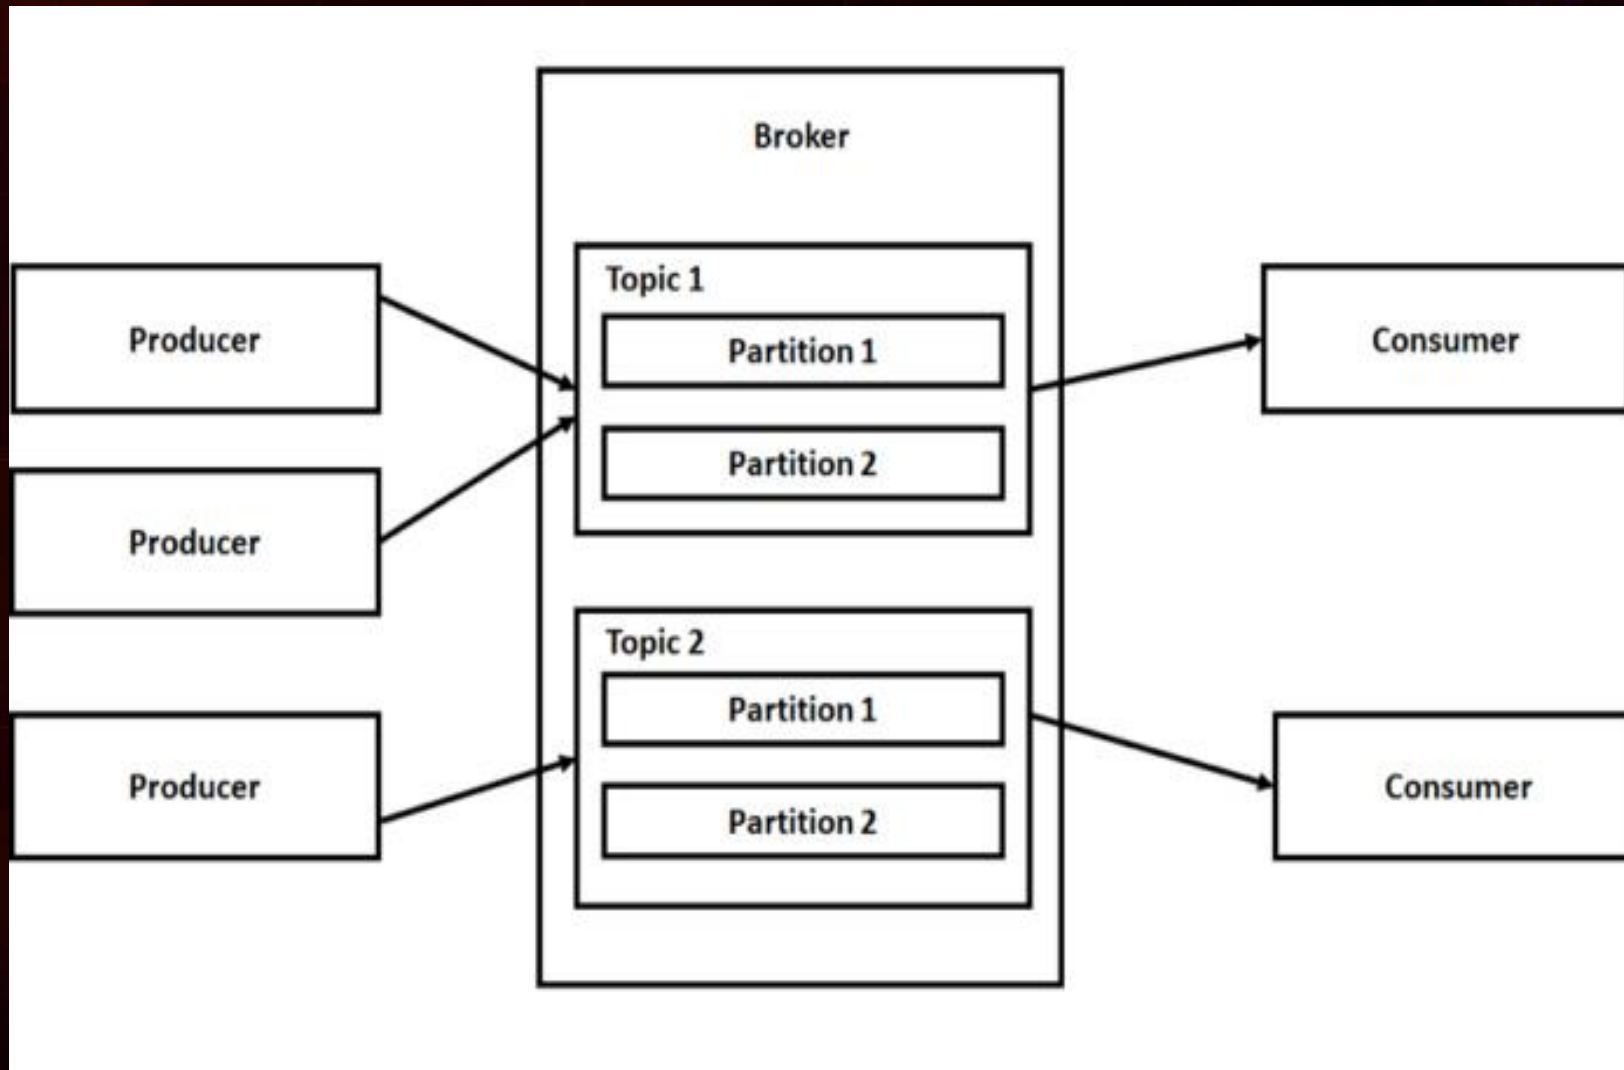 Broker
Topic 1
Partition 1
Partition 2
Topic 2
Partition 1
Partition 2
Producer
Producer
Producer
Consumer
Consumer